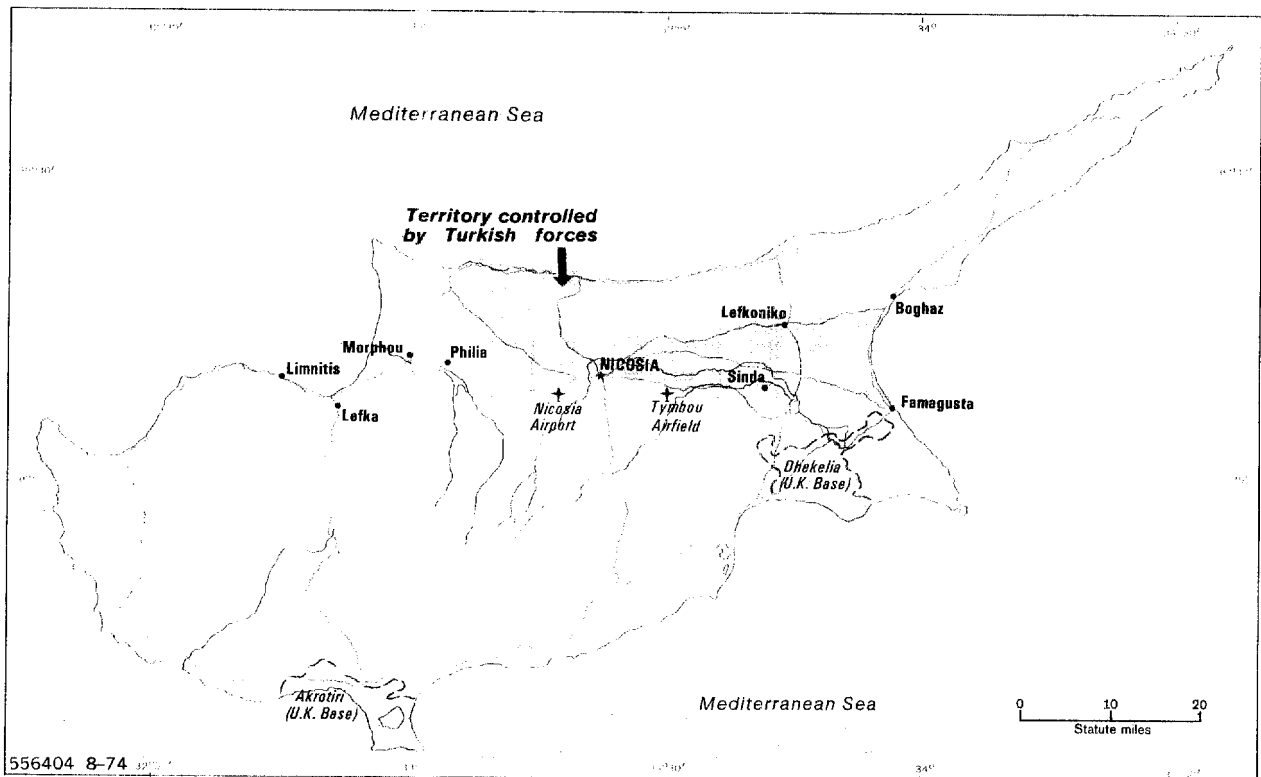 34°
Mediterranean Sea
Territory controlled
by Turkish forces
Boghaz
Lefkoniko
Morphou
Philia
NICOSIA
Limnitis
Sinda
Lefka
Nicosia
Airport
Tymbou
Airfield
Famagusta
Dhekelia
(U.K. Base)
Akrotiri
(U.K. Base)
Mediterranean Sea
0 10 20
Statute miles
556404 8-74
34°